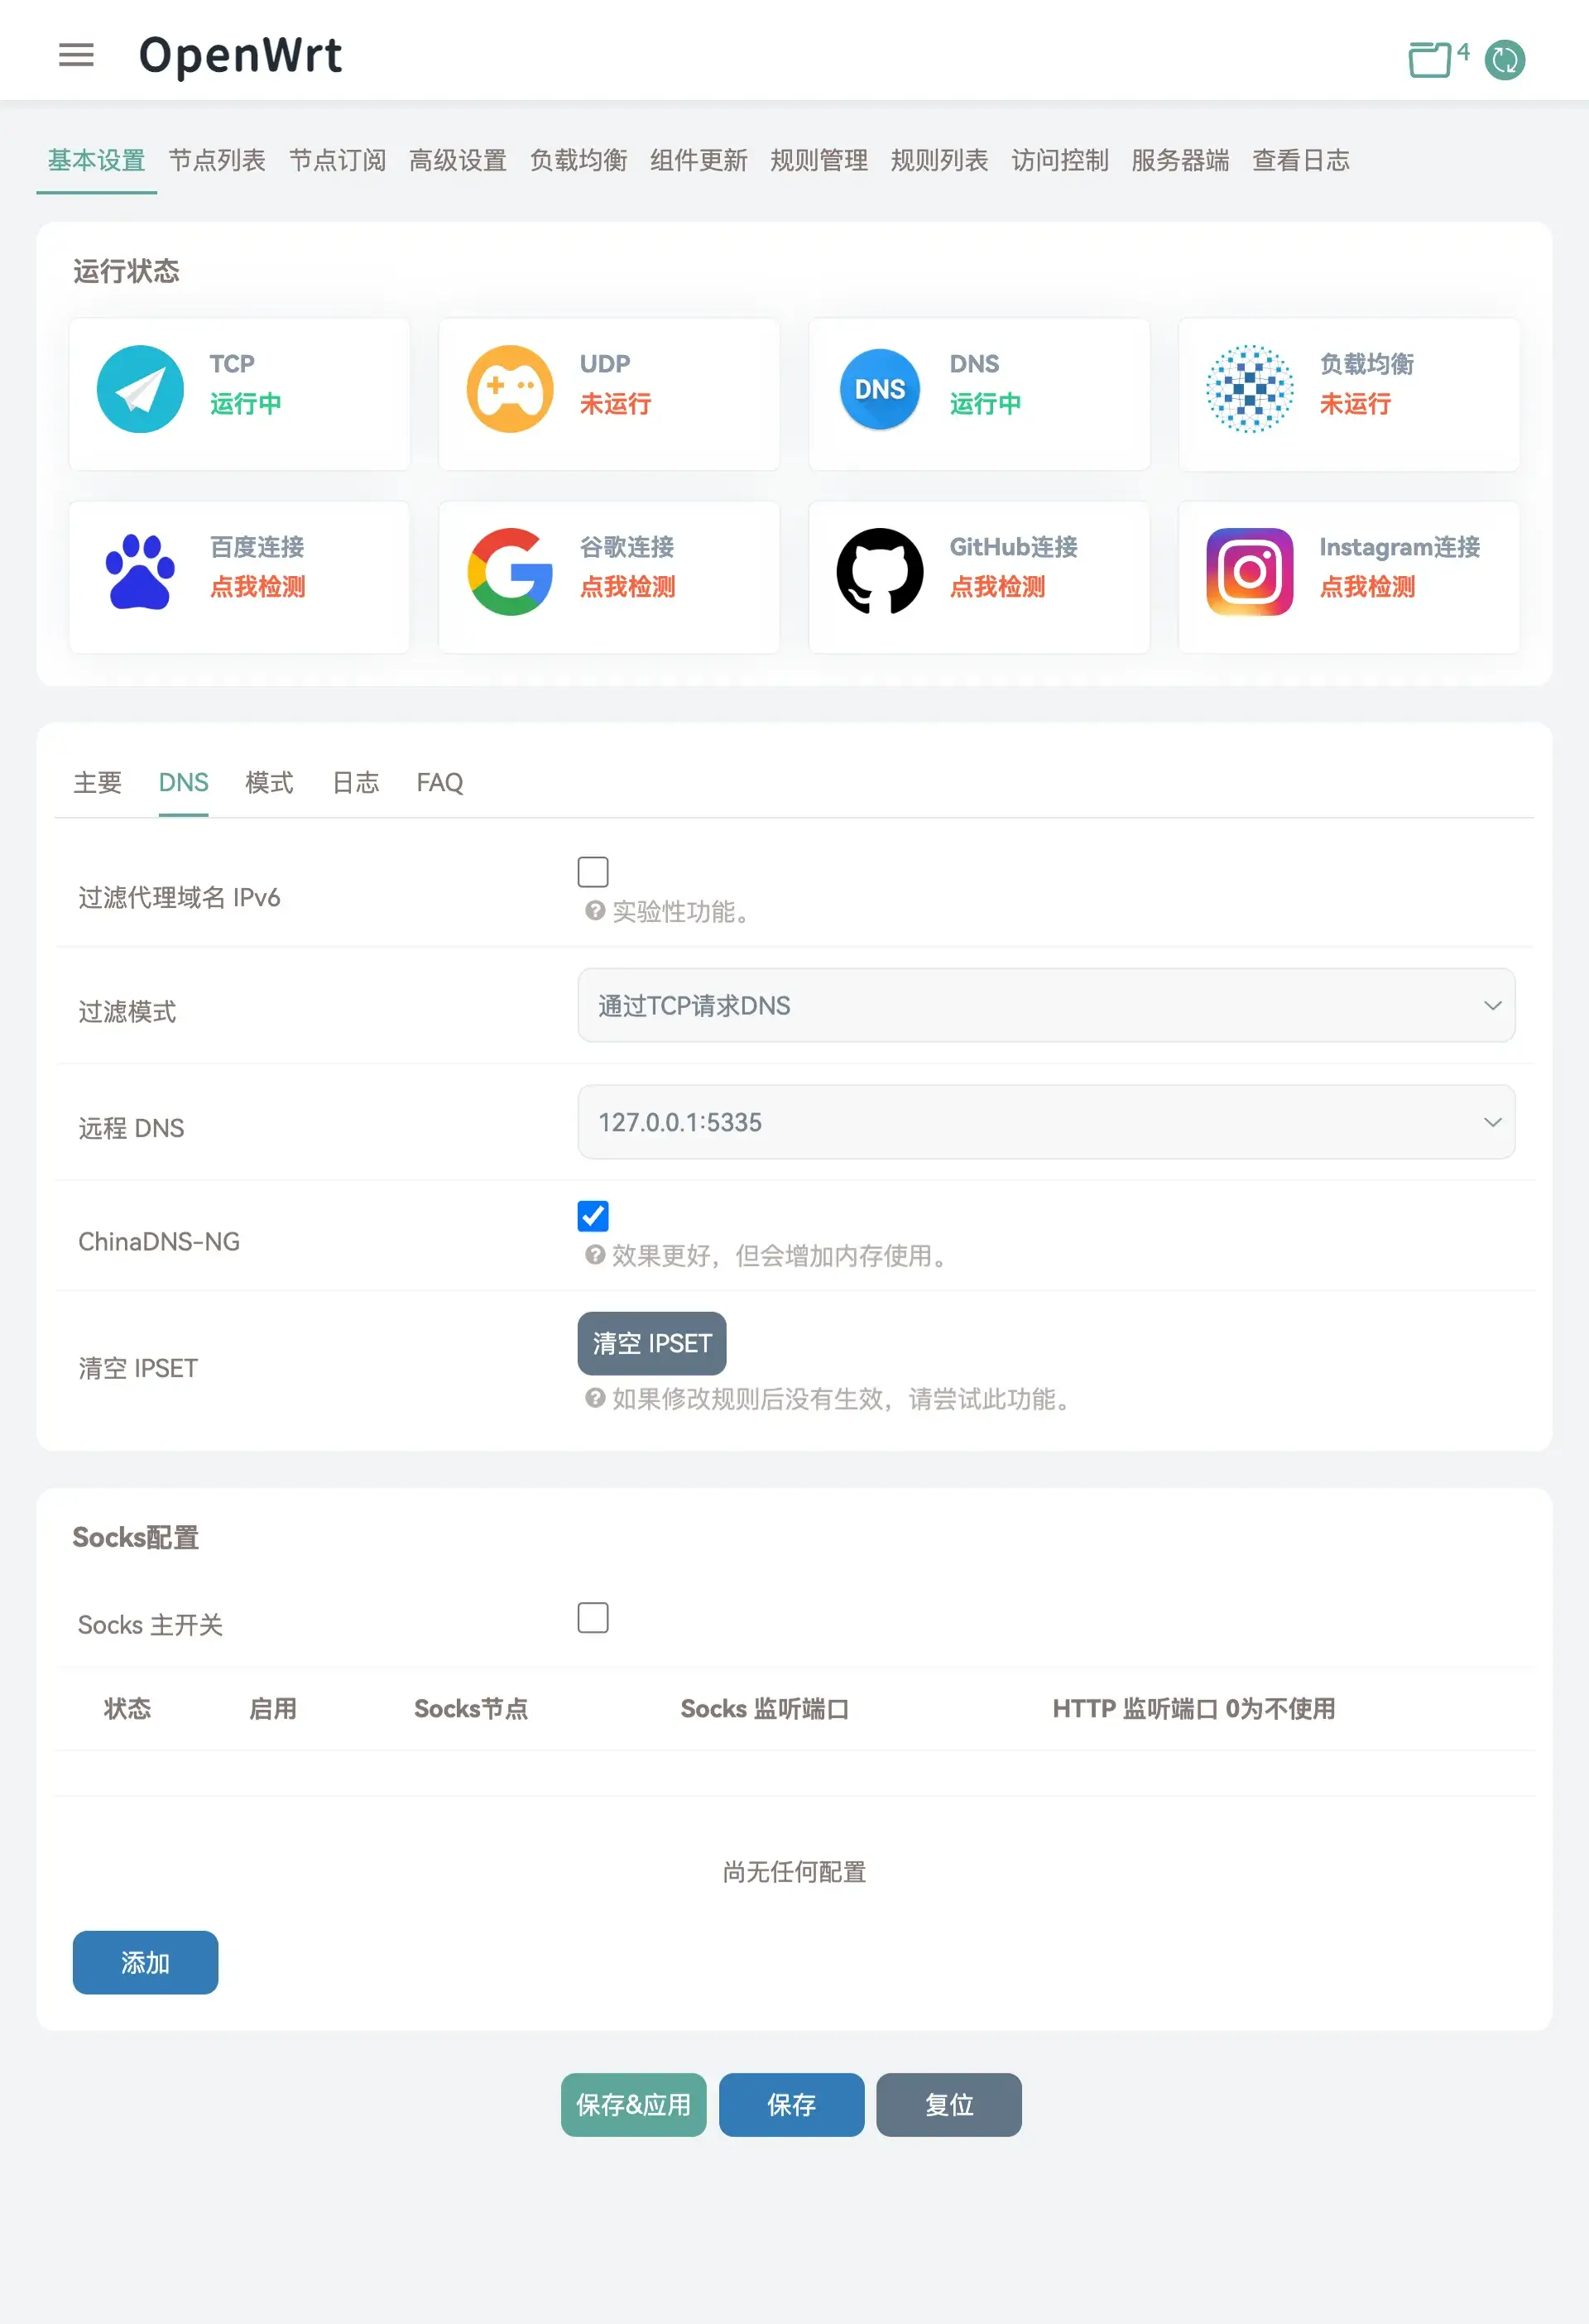 OpenWrt
4
基本设置 节点列表 节点订阅 高级设置 负载均衡 组件更新 规则管理 规则列表 访问控制 服务器端 查看日志
运行状态
TCP
运行中
UDP
未运行
DNS
DNS
运行中
负载均衡
未运行
百度连接
点我检测
谷歌连接
点我检测
GitHub连接
点我检测
Instagram连接
点我检测
主要 DNS 模式 日志 FAQ
过滤代理域名 IPv6
实验性功能。
过滤模式
通过TCP请求DNS
远程 DNS
127.0.0.1:5335
ChinaDNS-NG
效果更好，但会增加内存使用。
清空 IPSET
清空 IPSET
如果修改规则后没有生效，请尝试此功能。
Socks配置
Socks 主开关
状态 启用 Socks节点 Socks 监听端口 HTTP 监听端口 0为不使用
尚无任何配置
添加
保存&应用 保存 复位